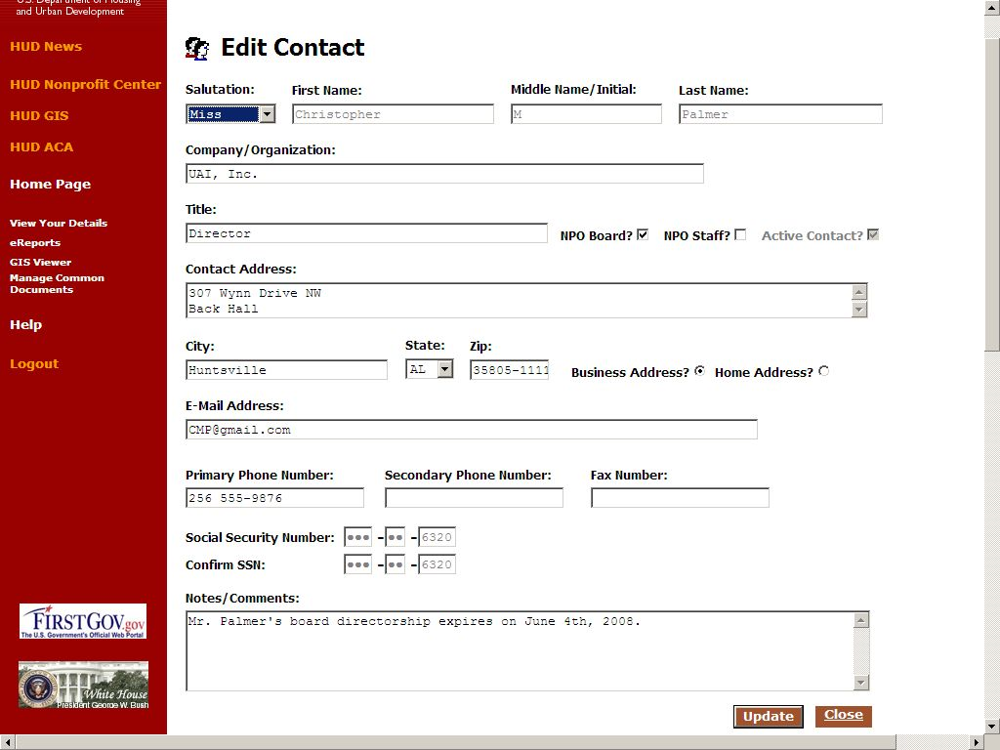 U.S. Department of Housing
and Urban Development
HUD News
HUD Nonprofit Center
HUD GIS
HUD ACA
Home Page
View Your Details
eReports
GIS Viewer
Manage Common
Documents
Help
Logout
FIRSTGOV.gov
The U.S. Government's Official Web Portal
White House
President George W. Bush
Edit Contact
Salutation: First Name: Middle Name/Initial: Last Name:
Miss Christopher M Palmer
Company/Organization:
UAI, Inc.
Title:
Director NPO Board? NPO Staff? Active Contact?
Contact Address:
307 Wynn Drive NW
Back Hall
City: State: Zip:
Huntsville AL 35805-1111 Business Address? Home Address?
E-Mail Address:
CMP@gmail.com
Primary Phone Number: Secondary Phone Number: Fax Number:
256 555-9876
Social Security Number: ●●● - ●● - 6320
Confirm SSN: ●●● - ●● - 6320
Notes/Comments:
Mr. Palmer's board directorship expires on June 4th, 2008.
Update Close